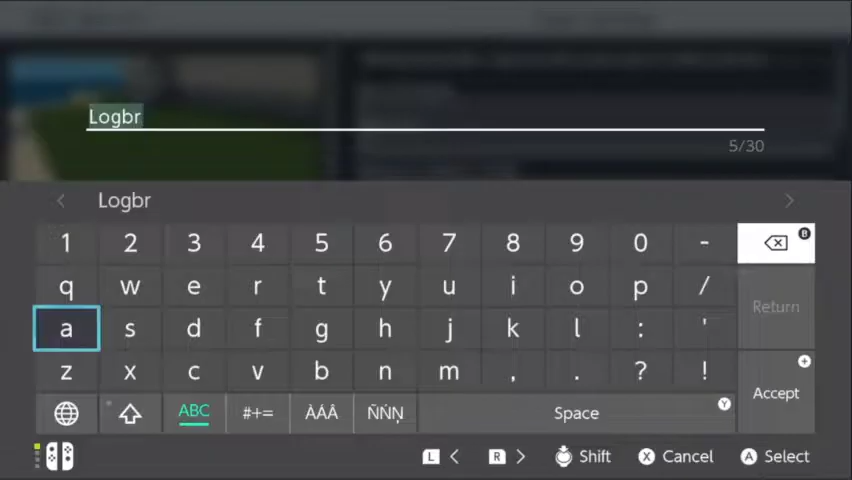 Logbr
5/30
< Logbr >
1 2 3 4 5 6 7 8 9 0 - B
q w e r t y u i o p / Return
a s d f g h j k l : '
z x c v b n m , . ? ! + Accept
ABC #+= ÀÁÂ ÑŃŅ Space Y
L < R > Shift X Cancel A Select